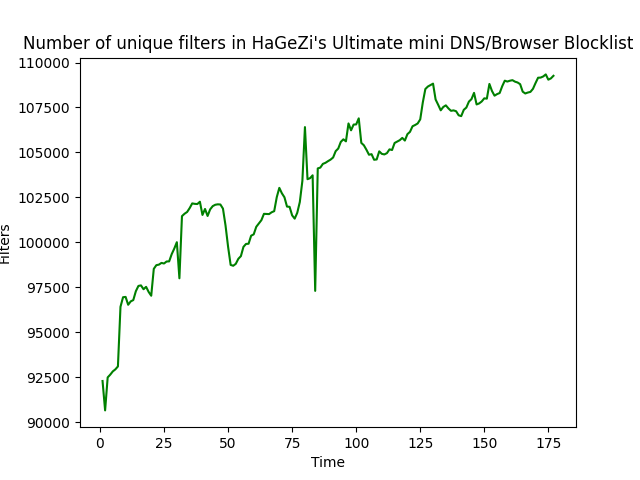 Number of unique filters in HaGeZi's Ultimate mini DNS/Browser Blocklist
110000
107500
105000
102500
100000
97500
95000
92500
90000
Filters
0 25 50 75 100 125 150 175
Time